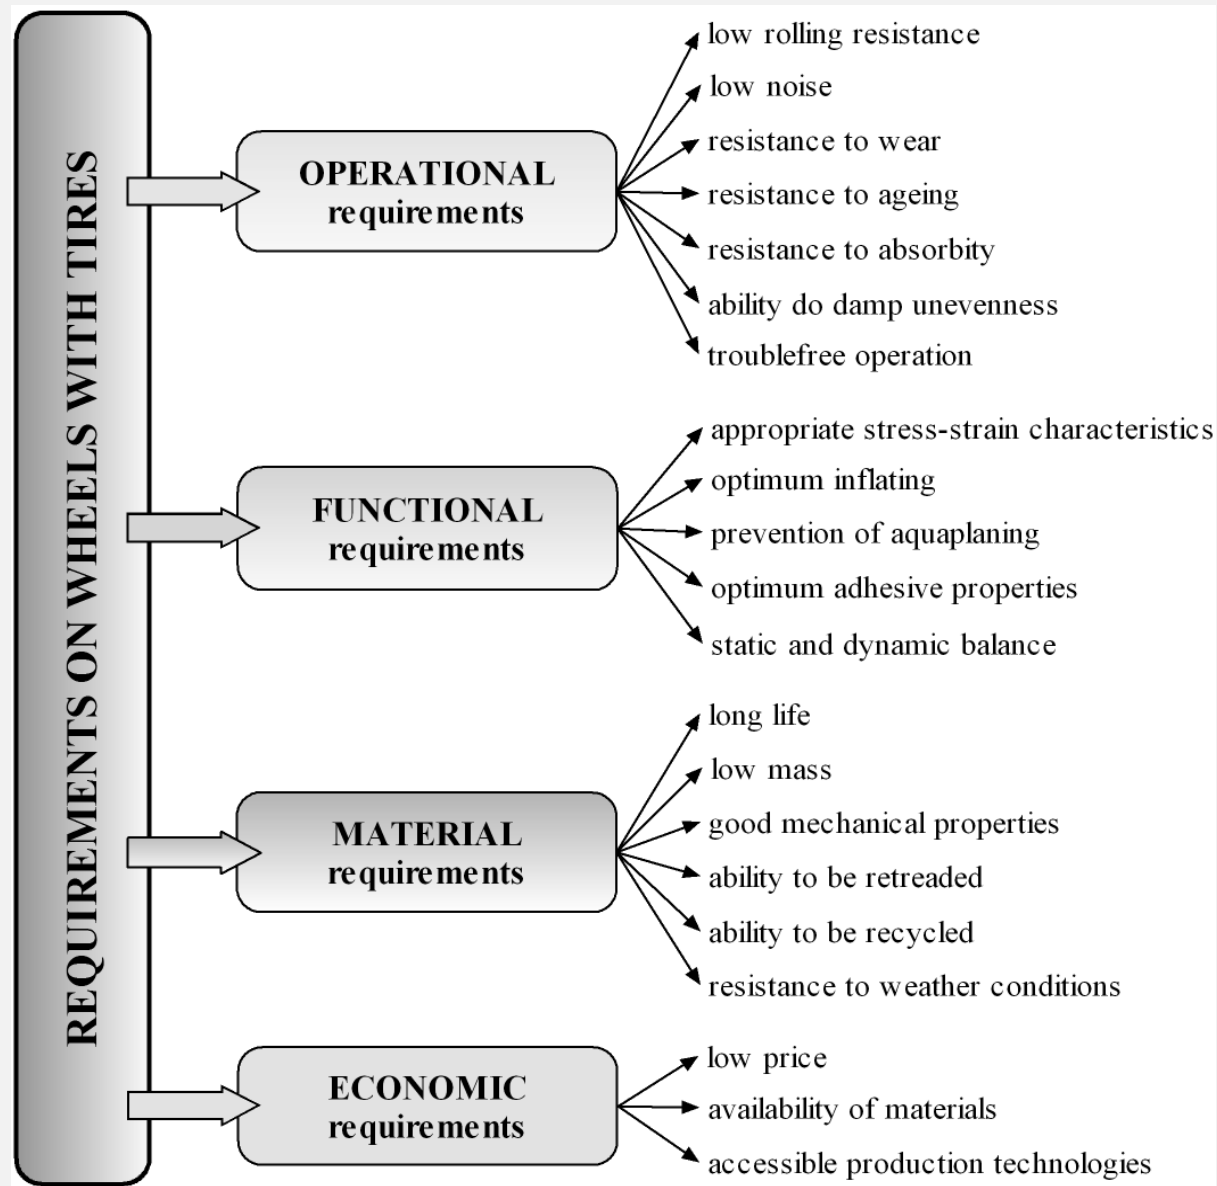 REQUIREMENTS ON WHEELS WITH TIRES
OPERATIONAL
requirements
low rolling resistance
low noise
resistance to wear
resistance to ageing
resistance to absorbity
ability do damp unevenness
troublefree operation
FUNCTIONAL
requirements
appropriate stress-strain characteristics
optimum inflating
prevention of aquaplaning
optimum adhesive properties
static and dynamic balance
MATERIAL
requirements
long life
low mass
good mechanical properties
ability to be retreaded
ability to be recycled
resistance to weather conditions
ECONOMIC
requirements
low price
availability of materials
accessible production technologies